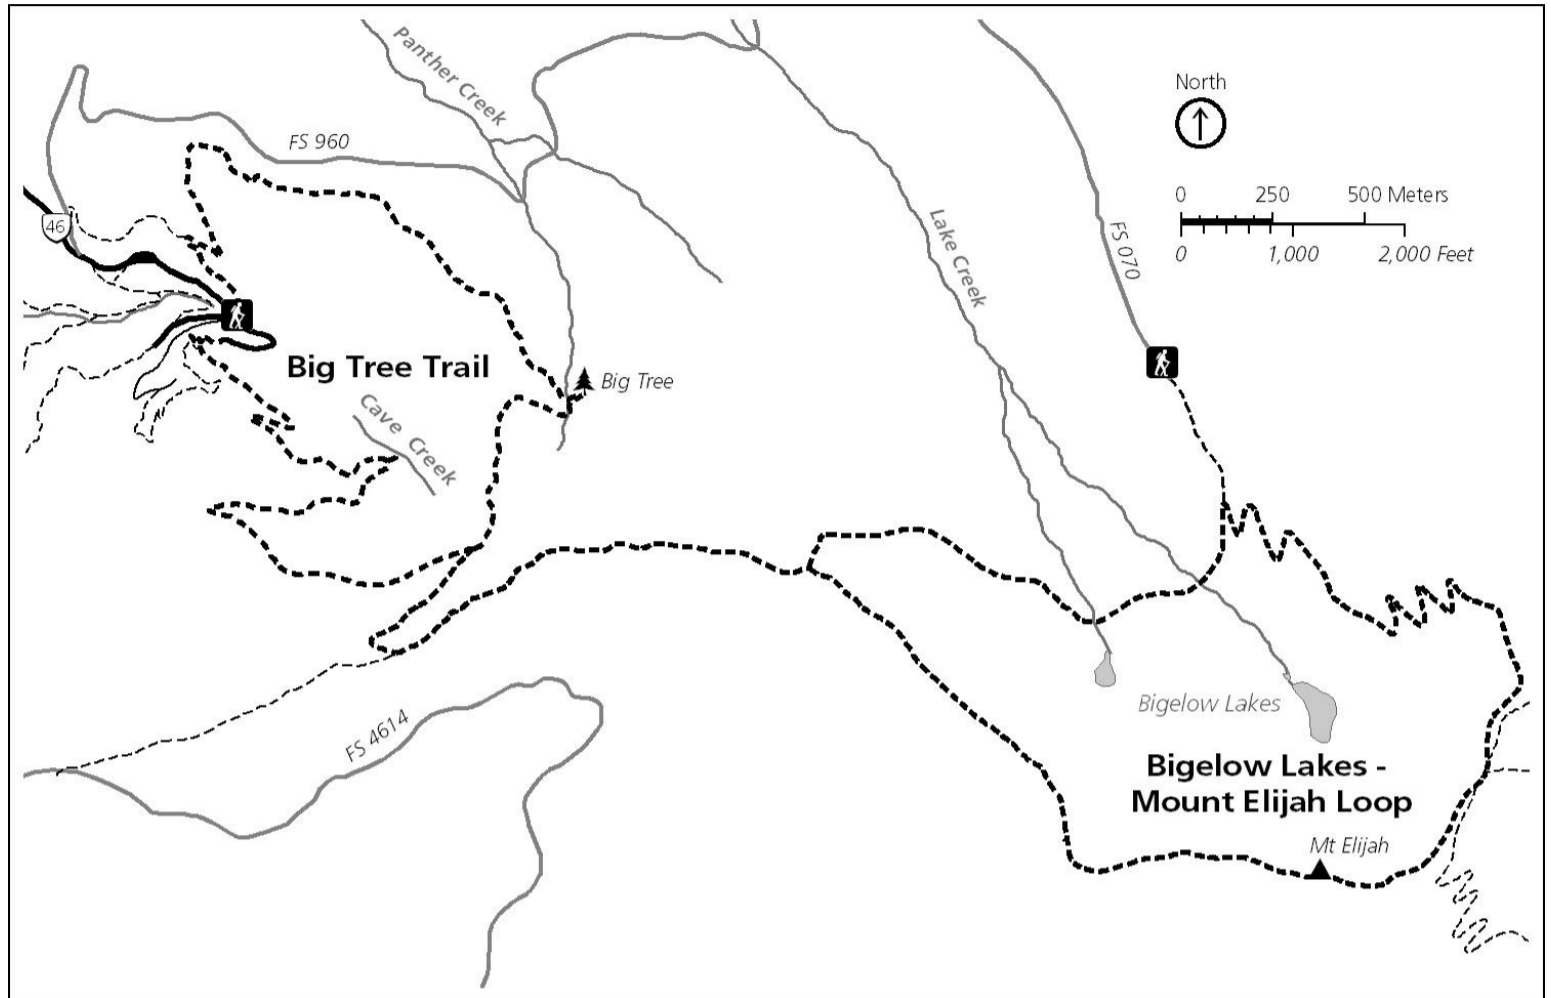 Panther Creek
North
FS 960
0 250 500 Meters
46
Lake Creek
FS 070
0 1,000 2,000 Feet
Big Tree Trail
Big Tree
Cave Creek
Bigelow Lakes
FS 4614
Bigelow Lakes -
Mount Elijah Loop
Mt Elijah